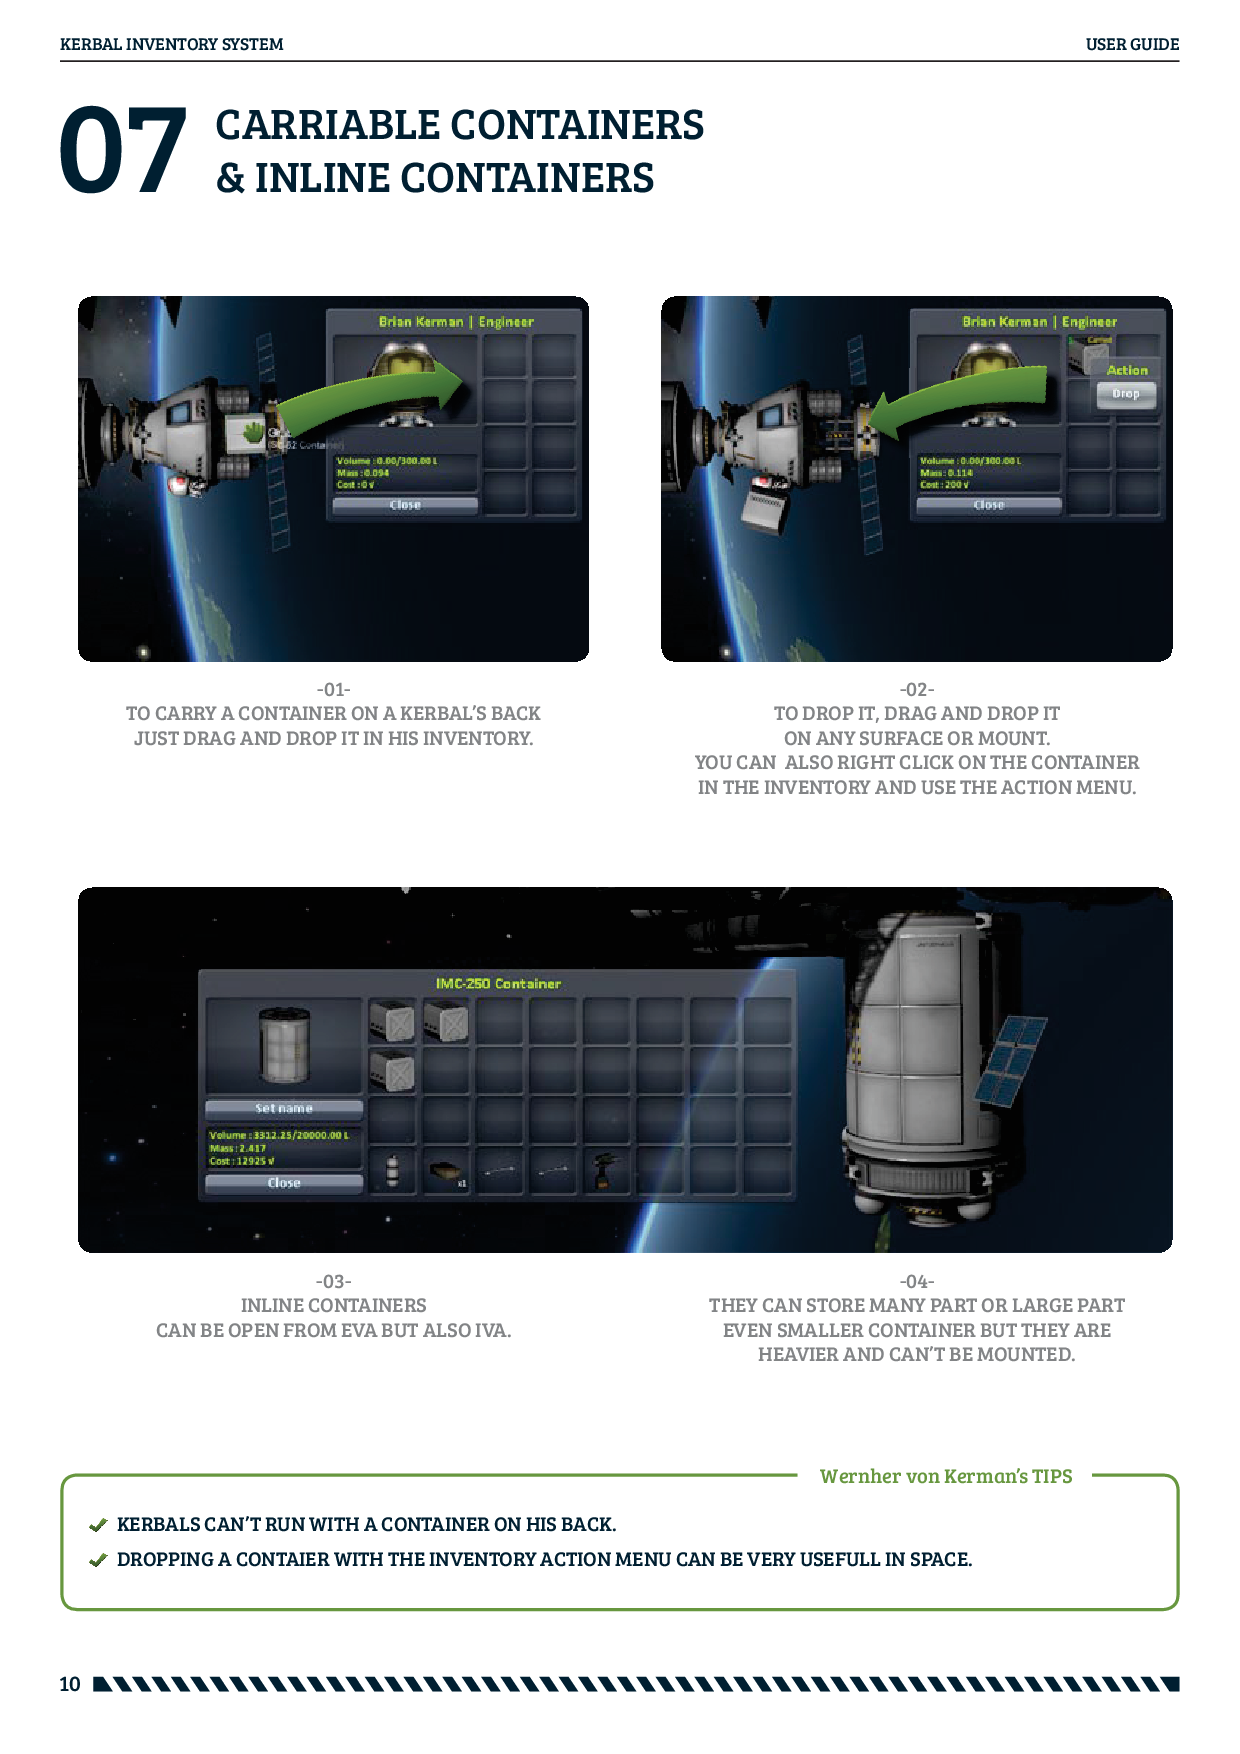 KERBAL INVENTORY SYSTEM
USER GUIDE
07
CARRIABLE CONTAINERS
& INLINE CONTAINERS
Brian Kerman | Engineer
Volume : 0.00/300.00 L
Mass : 0.094
Cost : 0 √
Close
Brian Kerman | Engineer
Carried
Action
Drop
Volume : 0.00/300.00 L
Mass : 0.114
Cost : 200 √
Close
-01-
TO CARRY A CONTAINER ON A KERBAL'S BACK
JUST DRAG AND DROP IT IN HIS INVENTORY.
-02-
TO DROP IT, DRAG AND DROP IT
ON ANY SURFACE OR MOUNT.
YOU CAN  ALSO RIGHT CLICK ON THE CONTAINER
IN THE INVENTORY AND USE THE ACTION MENU.
IMC-250 Container
Set name
Volume : 3312.25/20000.00 L
Mass : 2.417
Cost : 12925 √
Close
x1
-03-
INLINE CONTAINERS
CAN BE OPEN FROM EVA BUT ALSO IVA.
-04-
THEY CAN STORE MANY PART OR LARGE PART
EVEN SMALLER CONTAINER BUT THEY ARE
HEAVIER AND CAN'T BE MOUNTED.
Wernher von Kerman's TIPS
KERBALS CAN'T RUN WITH A CONTAINER ON HIS BACK.
DROPPING A CONTAIER WITH THE INVENTORY ACTION MENU CAN BE VERY USEFULL IN SPACE.
10